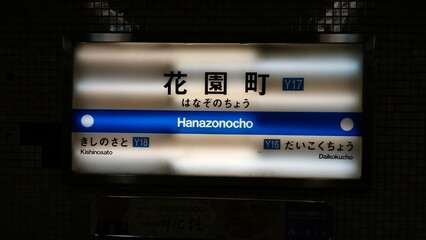 花園町 Y17
はなぞのちょう
Hanazonocho
きしのさと Y18
Kishinosato
Y16 だいこくちょう
Daikokucho